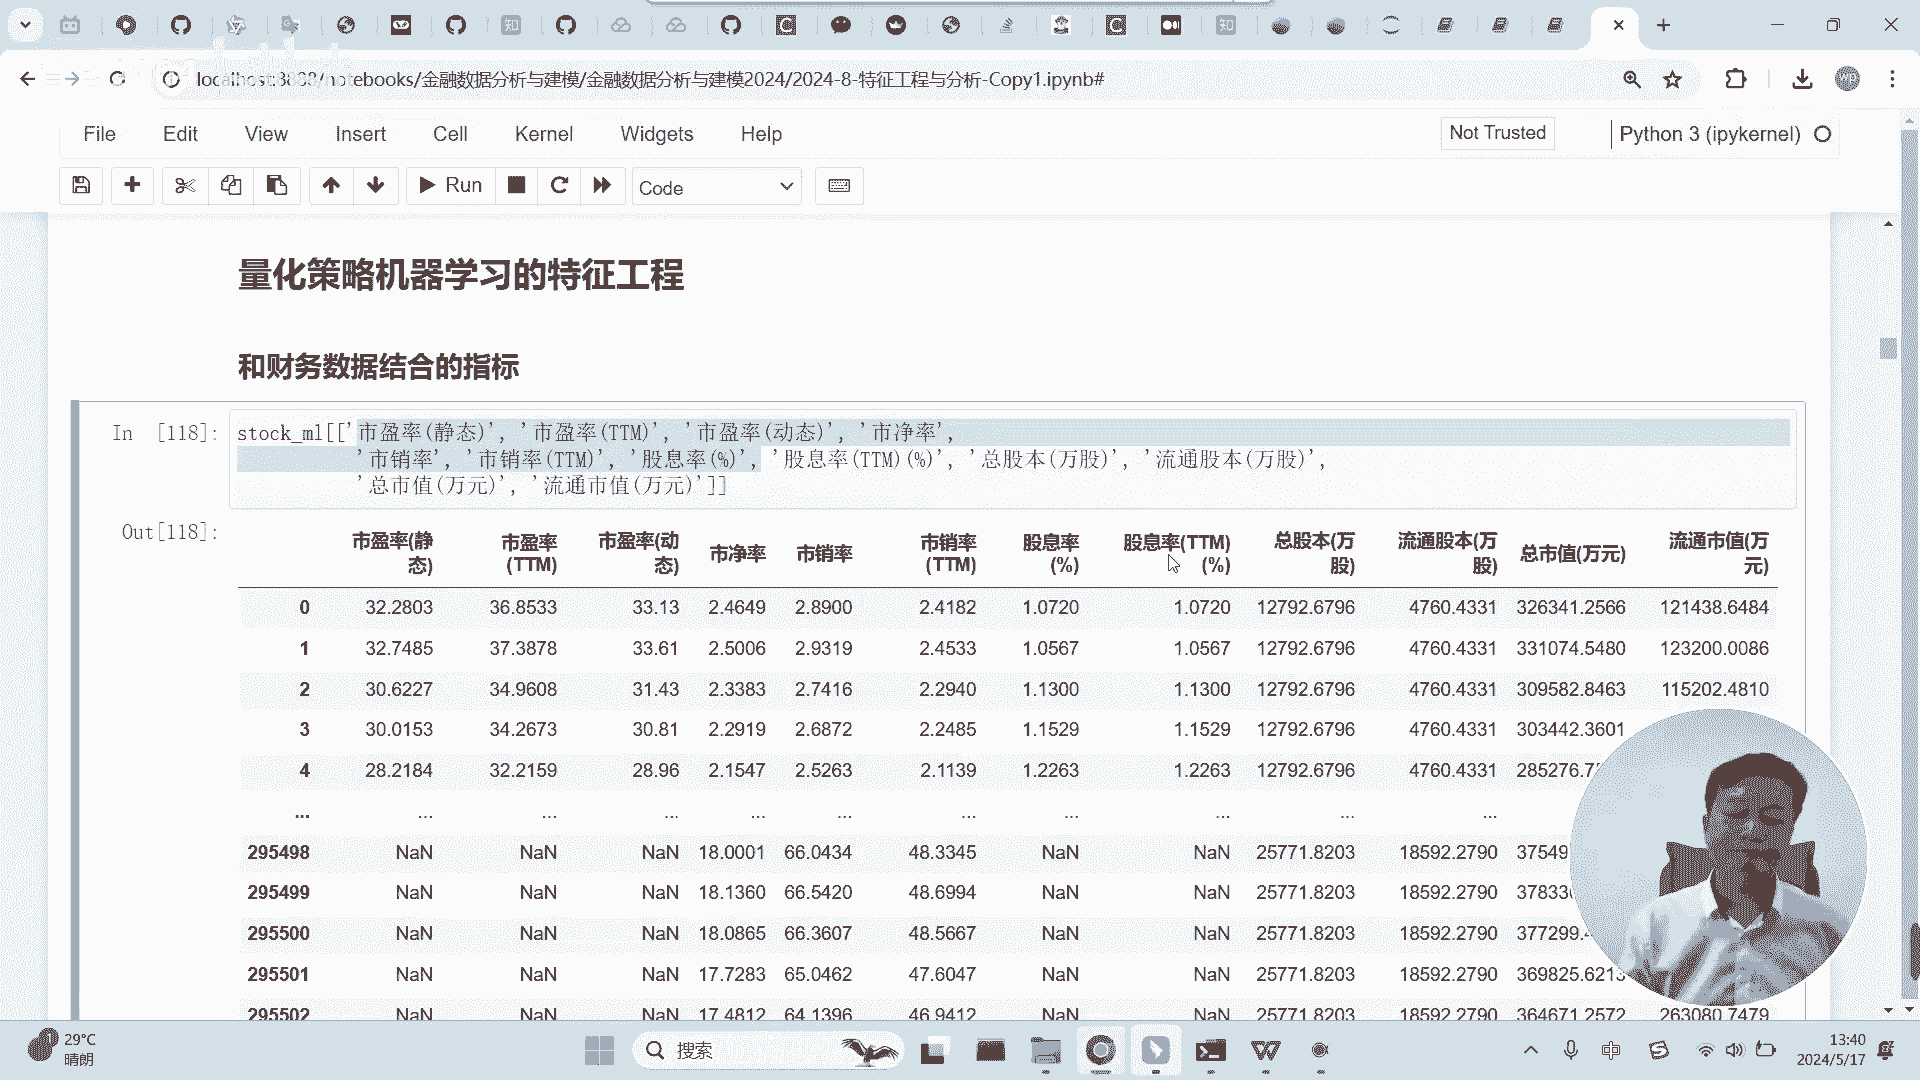 localhost:8888/notebooks/金融数据分析与建模/金融数据分析与建模2024/2024-8-特征工程与分析-Copy1.ipynb#
wp
File Edit View Insert Cell Kernel Widgets Help
Not Trusted
Python 3 (ipykernel)
Run
Code
量化策略机器学习的特征工程
和财务数据结合的指标
In [118]: stock_ml[['市盈率(静态)', '市盈率(TTM)', '市盈率(动态)', '市净率',
'市销率', '市销率(TTM)', '股息率(%)', '股息率(TTM)(%)', '总股本(万股)', '流通股本(万股)',
'总市值(万元)', '流通市值(万元)']]
Out[118]:
市盈率(静态) 市盈率(TTM) 市盈率(动态) 市净率 市销率 市销率(TTM) 股息率(%) 股息率(TTM)(%) 总股本(万股) 流通股本(万股) 总市值(万元) 流通市值(万元)
0 32.2803 36.8533 33.13 2.4649 2.8900 2.4182 1.0720 1.0720 12792.6796 4760.4331 326341.2566 121438.6484
1 32.7485 37.3878 33.61 2.5006 2.9319 2.4533 1.0567 1.0567 12792.6796 4760.4331 331074.5480 123200.0086
2 30.6227 34.9608 31.43 2.3383 2.7416 2.2940 1.1300 1.1300 12792.6796 4760.4331 309582.8463 115202.4810
3 30.0153 34.2673 30.81 2.2919 2.6872 2.2485 1.1529 1.1529 12792.6796 4760.4331 303442.3601
4 28.2184 32.2159 28.96 2.1547 2.5263 2.1139 1.2263 1.2263 12792.6796 4760.4331 285276.7
... ... ... ... ... ... ... ... ... ... ...
295498 NaN NaN NaN 18.0001 66.0434 48.3345 NaN NaN 25771.8203 18592.2790 37549
295499 NaN NaN NaN 18.1360 66.5420 48.6994 NaN NaN 25771.8203 18592.2790 37833
295500 NaN NaN NaN 18.0865 66.3607 48.5667 NaN NaN 25771.8203 18592.2790 377299.
295501 NaN NaN NaN 17.7283 65.0462 47.6047 NaN NaN 25771.8203 18592.2790 369825.6213
295502 NaN NaN NaN 17.4812 64.1396 46.9412 NaN NaN 25771.8203 18592.2790 364671.2572 263080.7479
29°C
晴朗
搜索
中
13:40
2024/5/17